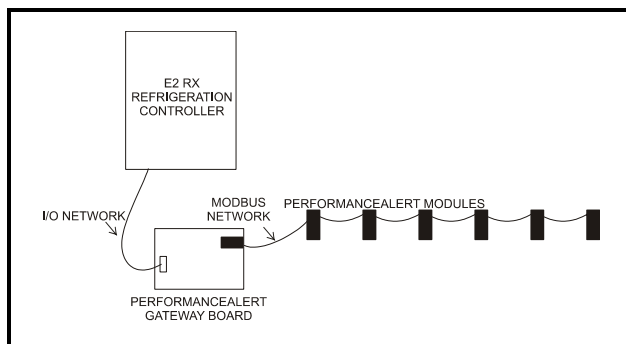 E2 RX
REFRIGERATION
CONTROLLER
I/O NETWORK
MODBUS
NETWORK
PERFORMANCEALERT MODULES
PERFORMANCEALERT
GATEWAY BOARD